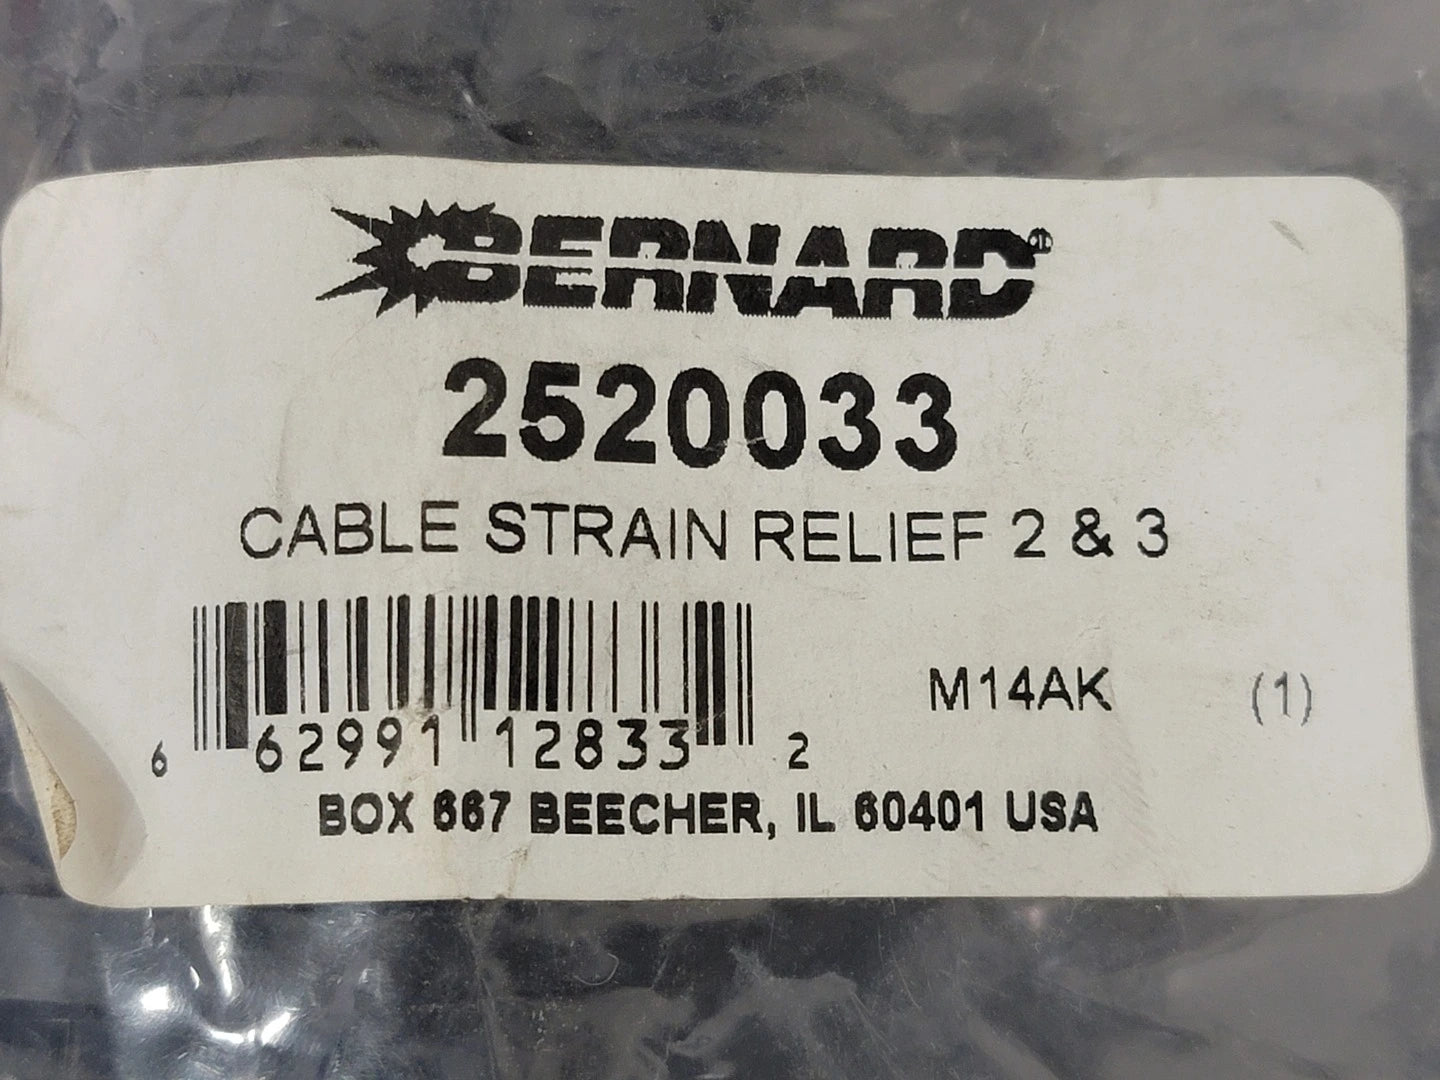 BERNARD®
2520033
CABLE STRAIN RELIEF 2 & 3
M14AK (1)
6 62991 12833 2
BOX 667 BEECHER, IL 60401 USA